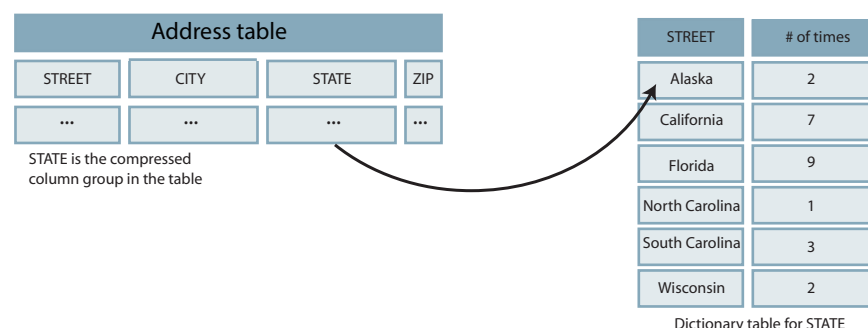 Address table
STREET CITY STATE ZIP
... ... ... ...
STATE is the compressed
column group in the table
STREET # of times
Alaska 2
California 7
Florida 9
North Carolina 1
South Carolina 3
Wisconsin 2
Dictionary table for STATE